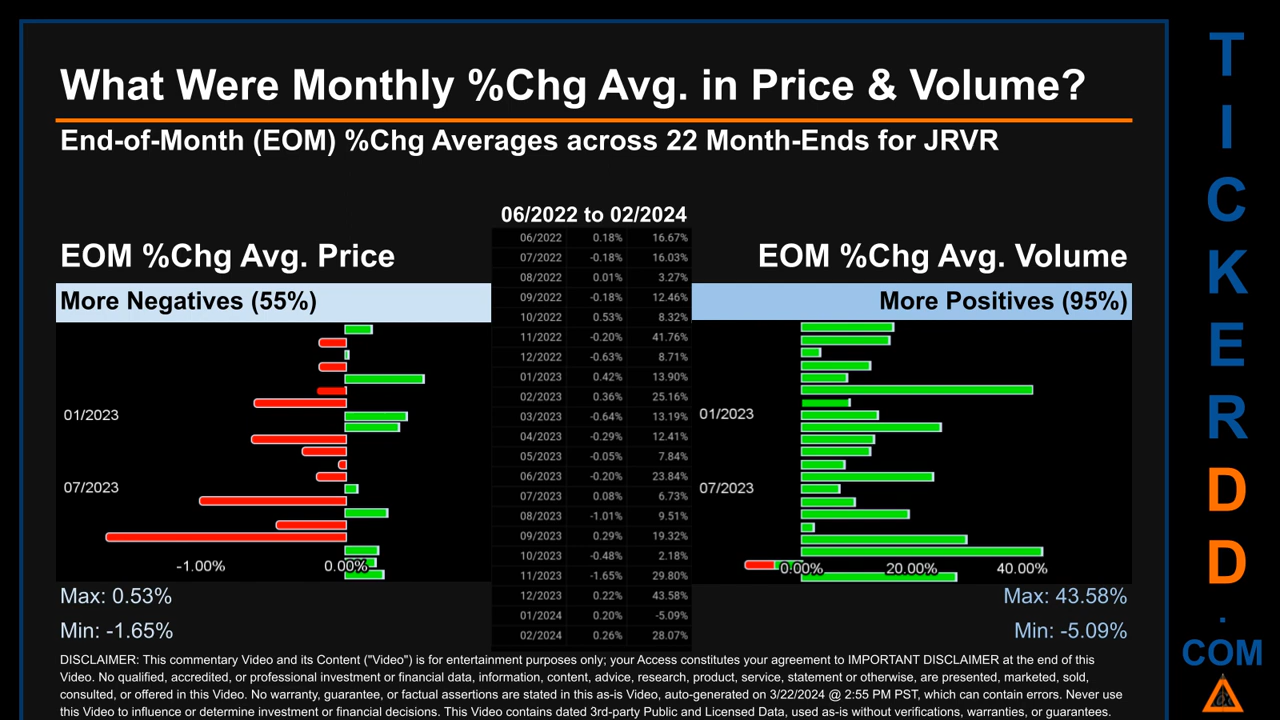 What Were Monthly %Chg Avg. in Price & Volume?
End-of-Month (EOM) %Chg Averages across 22 Month-Ends for JRVR
06/2022 to 02/2024
EOM %Chg Avg. Price
EOM %Chg Avg. Volume
More Negatives (55%)
More Positives (95%)
06/2022 0.18% 16.67%
07/2022 -0.18% 16.03%
08/2022 0.01% 3.27%
09/2022 -0.18% 12.46%
10/2022 0.53% 8.32%
11/2022 -0.20% 41.76%
12/2022 -0.63% 8.71%
01/2023 0.42% 13.90%
02/2023 0.36% 25.16%
03/2023 -0.64% 13.19%
04/2023 -0.29% 12.41%
05/2023 -0.05% 7.84%
06/2023 -0.20% 23.84%
07/2023 0.08% 6.73%
08/2023 -1.01% 9.51%
09/2023 0.29% 19.32%
10/2023 -0.48% 2.18%
11/2023 -1.65% 29.80%
12/2023 0.22% 43.58%
01/2024 0.20% -5.09%
02/2024 0.26% 28.07%
01/2023
07/2023
-1.00% 0.00%
01/2023
07/2023
0.00% 20.00% 40.00%
Max: 0.53%
Min: -1.65%
Max: 43.58%
Min: -5.09%
DISCLAIMER: This commentary Video and its Content ("Video") is for entertainment purposes only; your Access constitutes your agreement to IMPORTANT DISCLAIMER at the end of this
Video. No qualified, accredited, or professional investment or financial data, information, content, advice, research, product, service, statement or otherwise, are presented, marketed, sold,
consulted, or offered in this Video. No warranty, guarantee, or factual assertions are stated in this as-is Video, auto-generated on 3/22/2024 @ 2:55 PM PST, which can contain errors. Never use
this Video to influence or determine investment or financial decisions. This Video contains dated 3rd-party Public and Licensed Data, used as-is without verifications, warranties, or guarantees.
T
I
C
K
E
R
D
D
.
COM